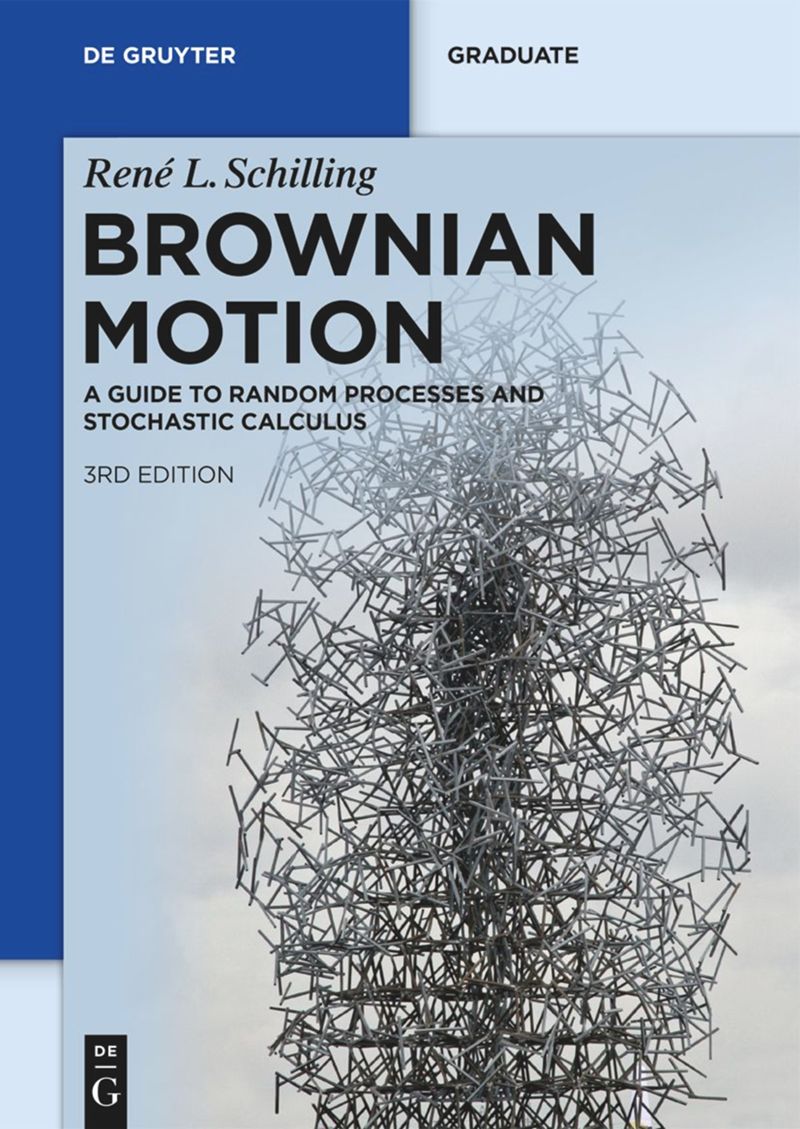 DE GRUYTER
GRADUATE
René L. Schilling
BROWNIAN
MOTION
A GUIDE TO RANDOM PROCESSES AND
STOCHASTIC CALCULUS
3RD EDITION
DE
G